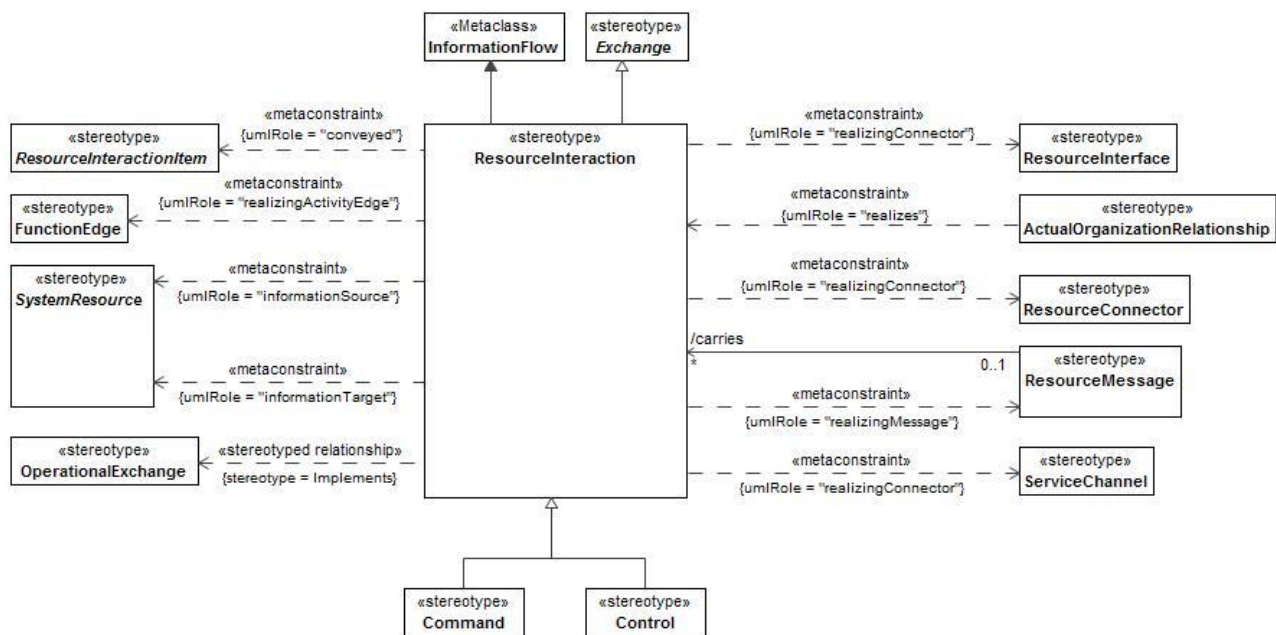 «Metaclass»
InformationFlow
«stereotype»
Exchange
«metaconstraint»
{umlRole = "conveyed"}
«stereotype»
ResourceInteractionItem
«metaconstraint»
{umlRole = "realizingActivityEdge"}
«stereotype»
FunctionEdge
«stereotype»
SystemResource
«metaconstraint»
{umlRole = "informationSource"}
«metaconstraint»
{umlRole = "informationTarget"}
«stereotype»
OperationalExchange
«stereotyped relationship»
{stereotype = Implements}
«stereotype»
ResourceInteraction
«metaconstraint»
{umlRole = "realizingConnector"}
«stereotype»
ResourceInterface
«metaconstraint»
{umlRole = "realizes"}
«stereotype»
ActualOrganizationRelationship
«metaconstraint»
{umlRole = "realizingConnector"}
«stereotype»
ResourceConnector
/carries
*
0..1
«stereotype»
ResourceMessage
«metaconstraint»
{umlRole = "realizingMessage"}
«metaconstraint»
{umlRole = "realizingConnector"}
«stereotype»
ServiceChannel
«stereotype»
Command
«stereotype»
Control